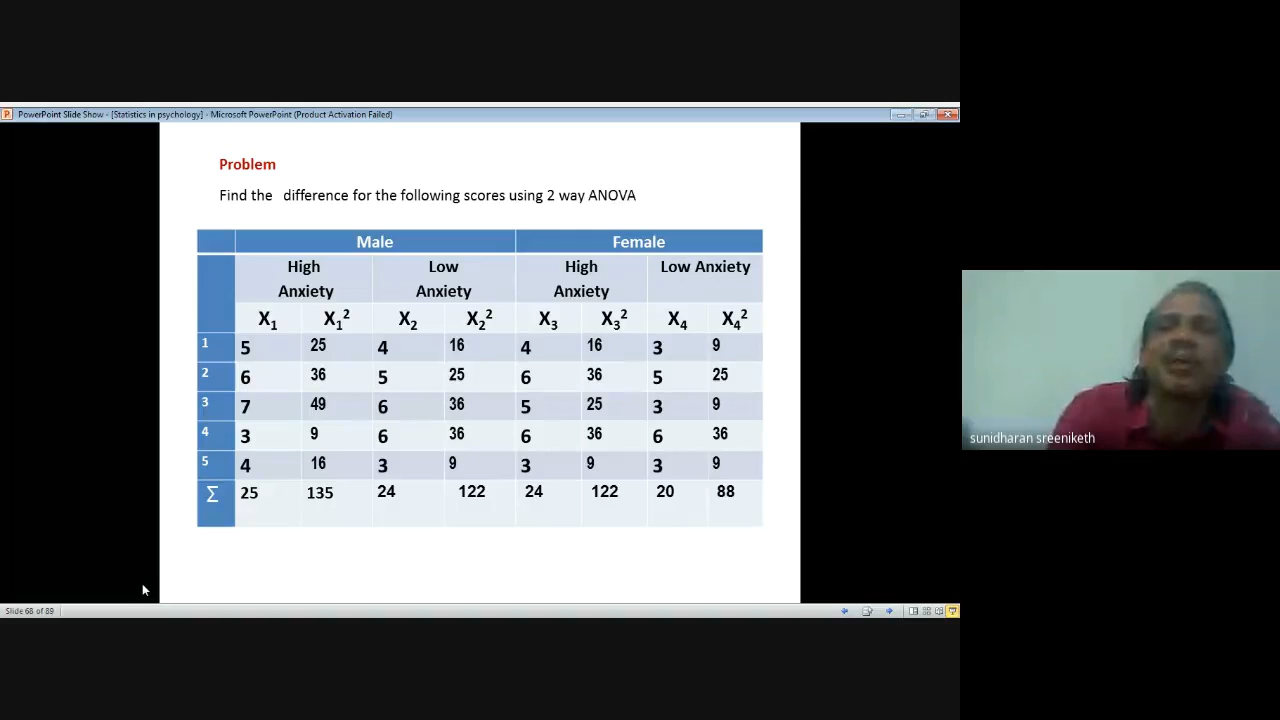 PowerPoint Slide Show - [Statistics in psychology] - Microsoft PowerPoint (Product Activation Failed)
Problem
Find the difference for the following scores using 2 way ANOVA
Male Female
High Anxiety Low Anxiety High Anxiety Low Anxiety
X₁ X₁² X₂ X₂² X₃ X₃² X₄ X₄²
1 5 25 4 16 4 16 3 9
2 6 36 5 25 6 36 5 25
3 7 49 6 36 5 25 3 9
4 3 9 6 36 6 36 6 36
5 4 16 3 9 3 9 3 9
∑ 25 135 24 122 24 122 20 88
sunidharan sreeniketh
Slide 68 of 89